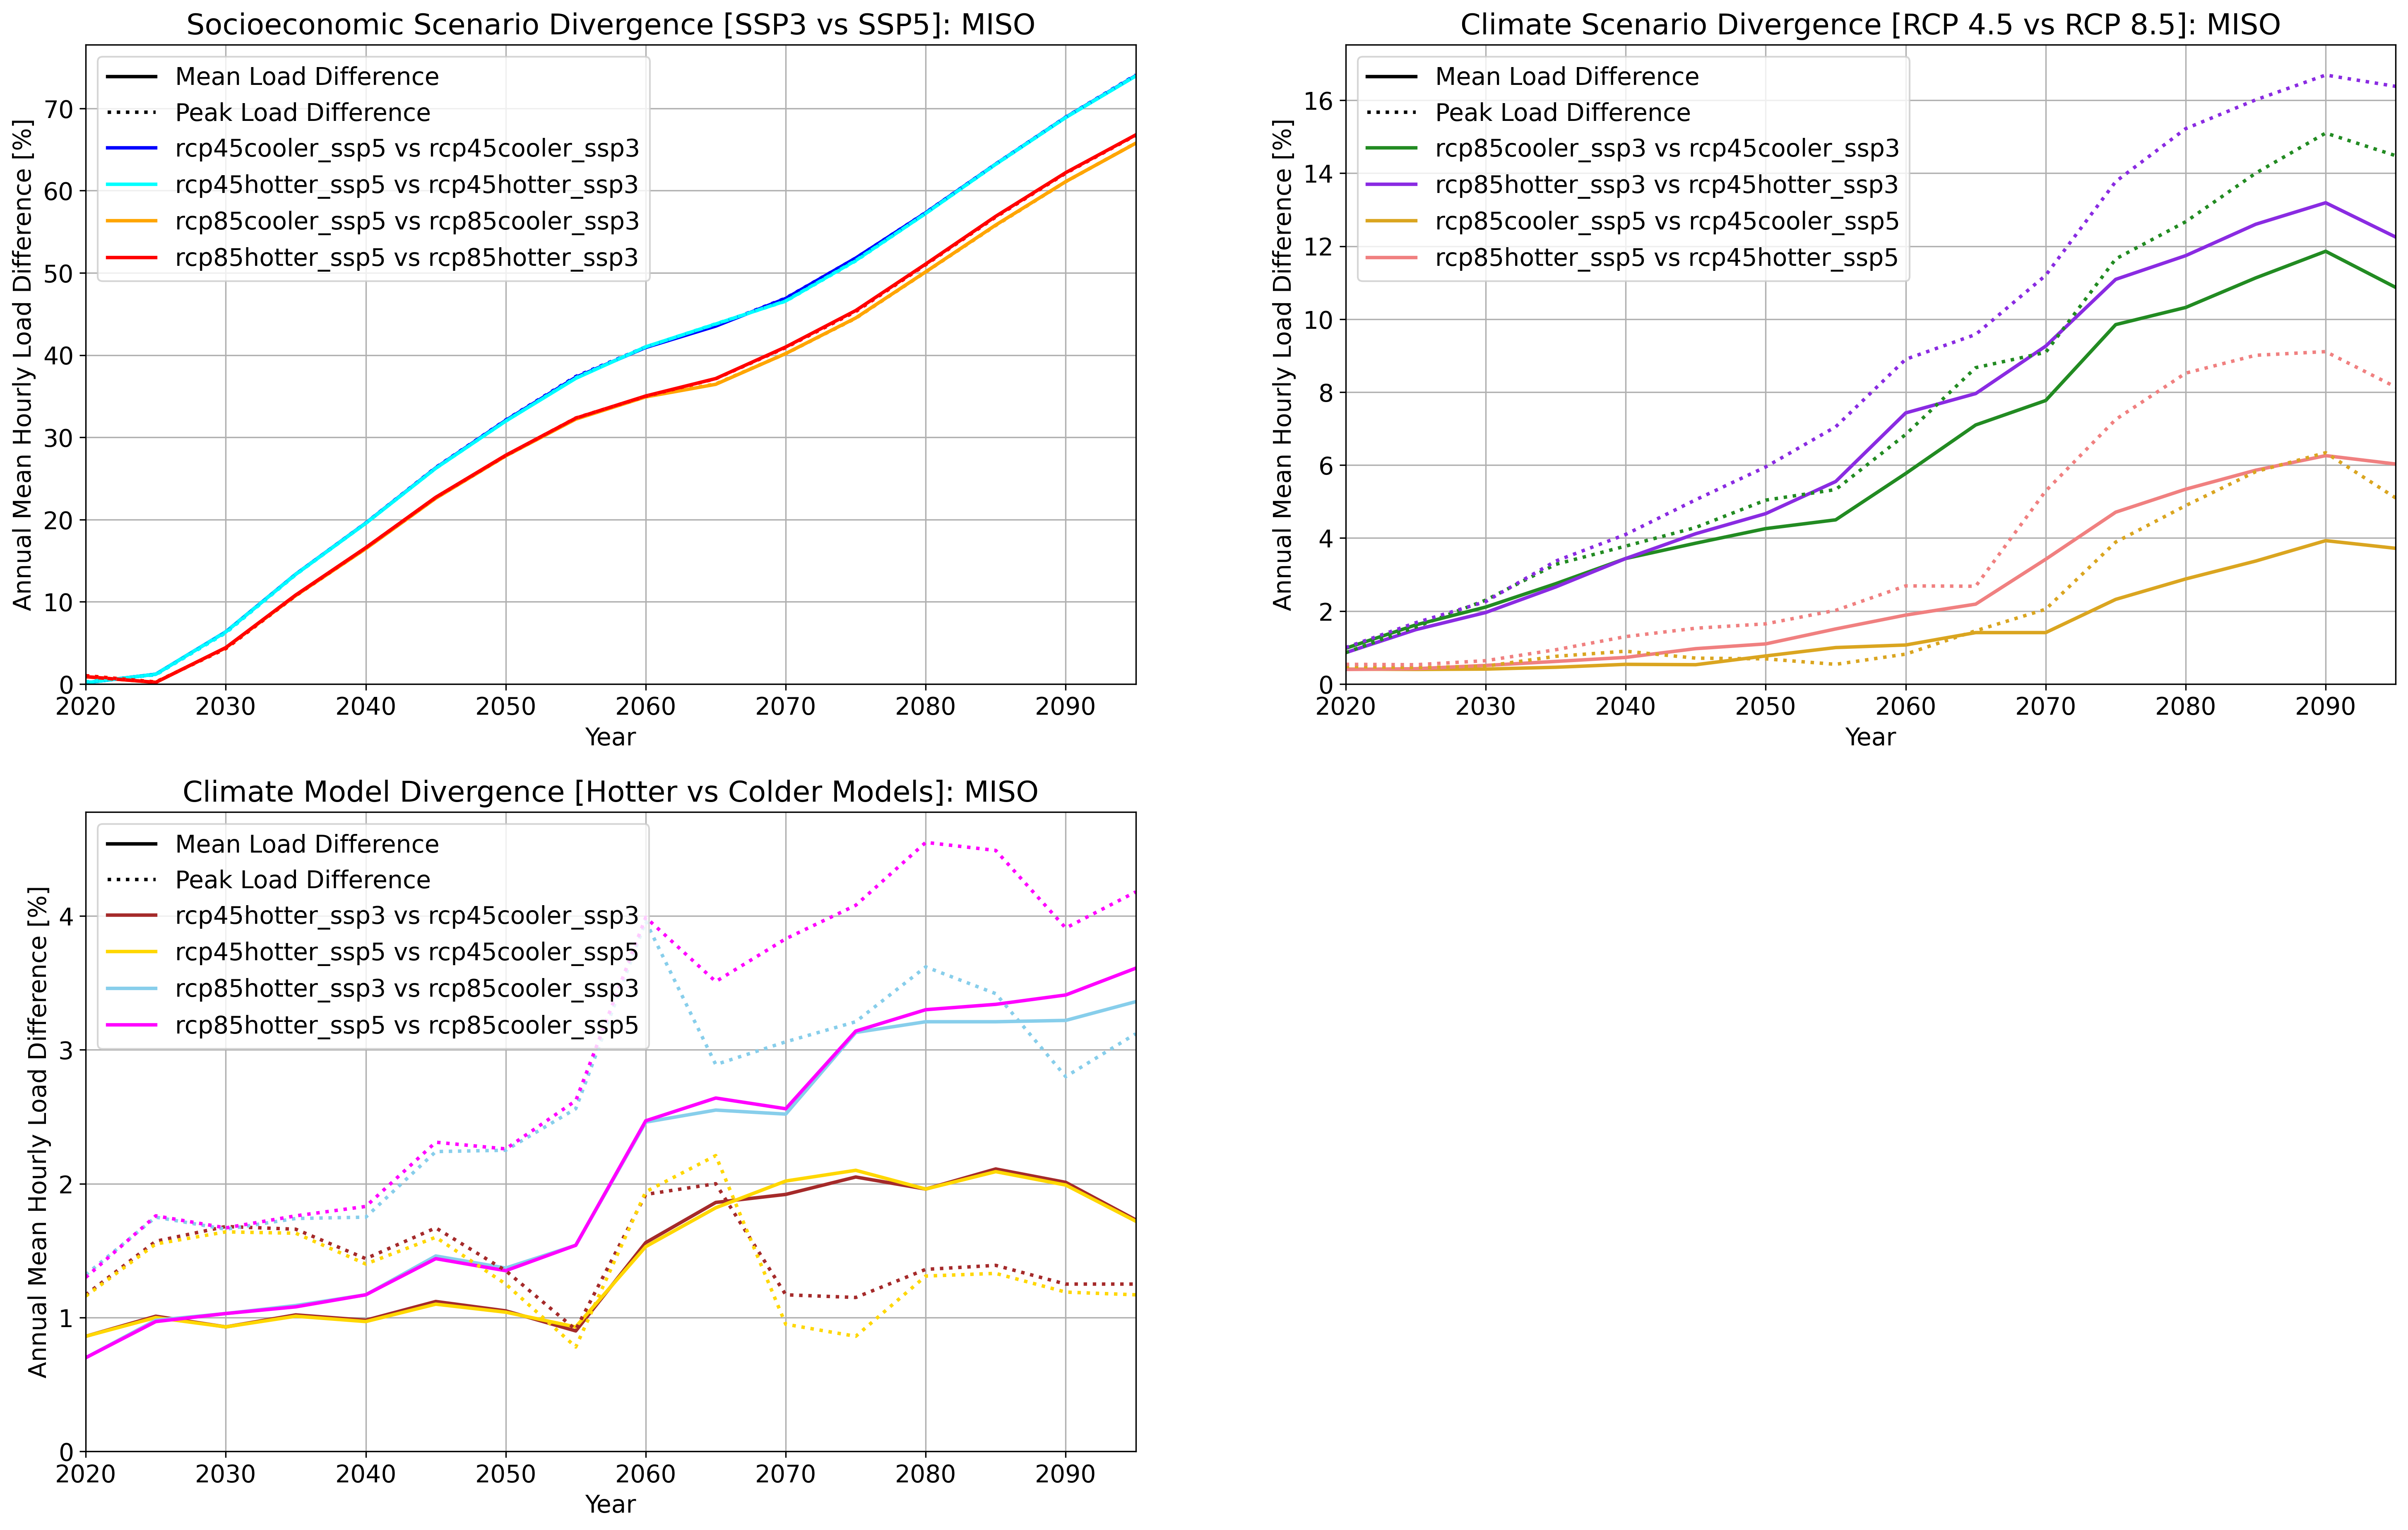 Socioeconomic Scenario Divergence [SSP3 vs SSP5]: MISO
Annual Mean Hourly Load Difference [%]
Mean Load Difference
Peak Load Difference
rcp45cooler_ssp5 vs rcp45cooler_ssp3
rcp45hotter_ssp5 vs rcp45hotter_ssp3
rcp85cooler_ssp5 vs rcp85cooler_ssp3
rcp85hotter_ssp5 vs rcp85hotter_ssp3
70
60
50
40
30
20
10
0
2020 2030 2040 2050 2060 2070 2080 2090
Year
Climate Scenario Divergence [RCP 4.5 vs RCP 8.5]: MISO
Annual Mean Hourly Load Difference [%]
Mean Load Difference
Peak Load Difference
rcp85cooler_ssp3 vs rcp45cooler_ssp3
rcp85hotter_ssp3 vs rcp45hotter_ssp3
rcp85cooler_ssp5 vs rcp45cooler_ssp5
rcp85hotter_ssp5 vs rcp45hotter_ssp5
16
14
12
10
8
6
4
2
0
2020 2030 2040 2050 2060 2070 2080 2090
Year
Climate Model Divergence [Hotter vs Colder Models]: MISO
Annual Mean Hourly Load Difference [%]
Mean Load Difference
Peak Load Difference
rcp45hotter_ssp3 vs rcp45cooler_ssp3
rcp45hotter_ssp5 vs rcp45cooler_ssp5
rcp85hotter_ssp3 vs rcp85cooler_ssp3
rcp85hotter_ssp5 vs rcp85cooler_ssp5
4
3
2
1
0
2020 2030 2040 2050 2060 2070 2080 2090
Year